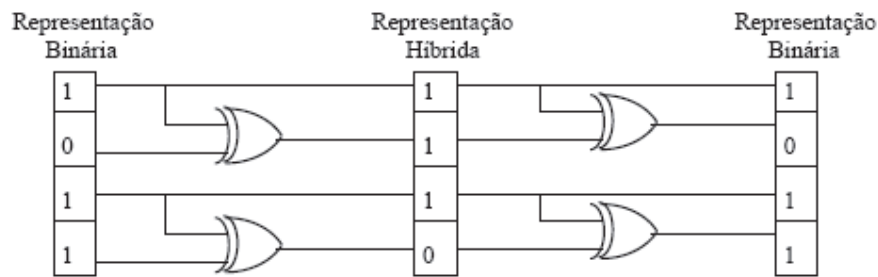 Representação Binária
Representação Híbrida
Representação Binária
1 1 1
0 1 0
1 1 1
1 0 1